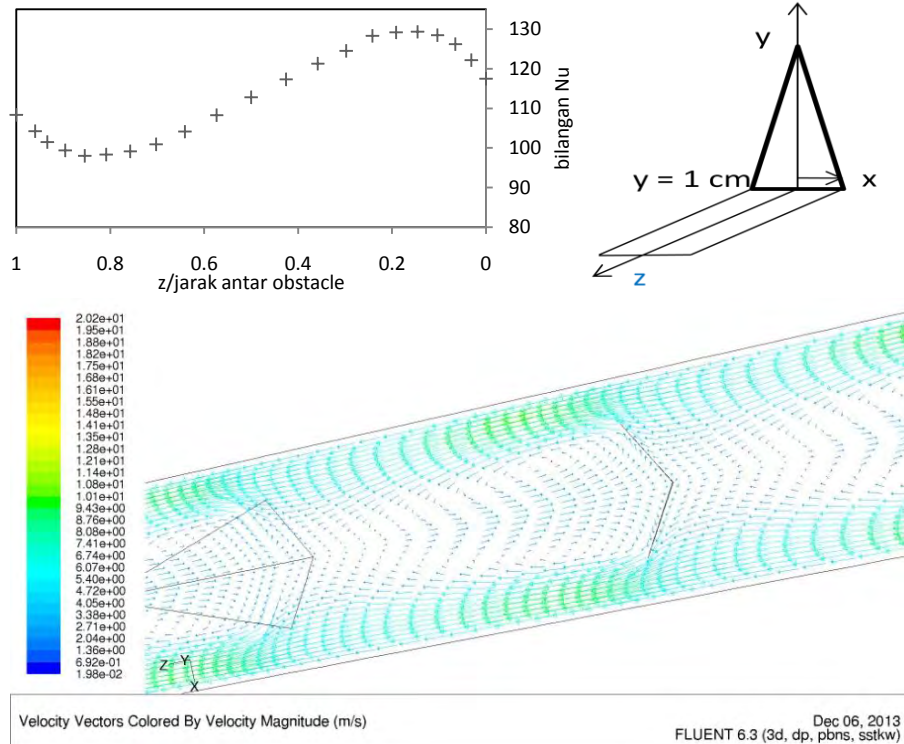 130
120
110
100
90
80
bilangan Nu
1
0.8
0.6
0.4
0.2
0
z/jarak antar obstacle
y
y = 1 cm
x
z
2.02e+01
1.95e+01
1.88e+01
1.82e+01
1.75e+01
1.68e+01
1.61e+01
1.55e+01
1.48e+01
1.41e+01
1.35e+01
1.28e+01
1.21e+01
1.14e+01
1.08e+01
1.01e+01
9.43e+00
8.76e+00
8.08e+00
7.41e+00
6.74e+00
6.07e+00
5.40e+00
4.72e+00
4.05e+00
3.38e+00
2.71e+00
2.04e+00
1.36e+00
6.92e-01
1.98e-02
Z
Y
X
Velocity Vectors Colored By Velocity Magnitude (m/s)
Dec 06, 2013
FLUENT 6.3 (3d, dp, pbns, sstkw)